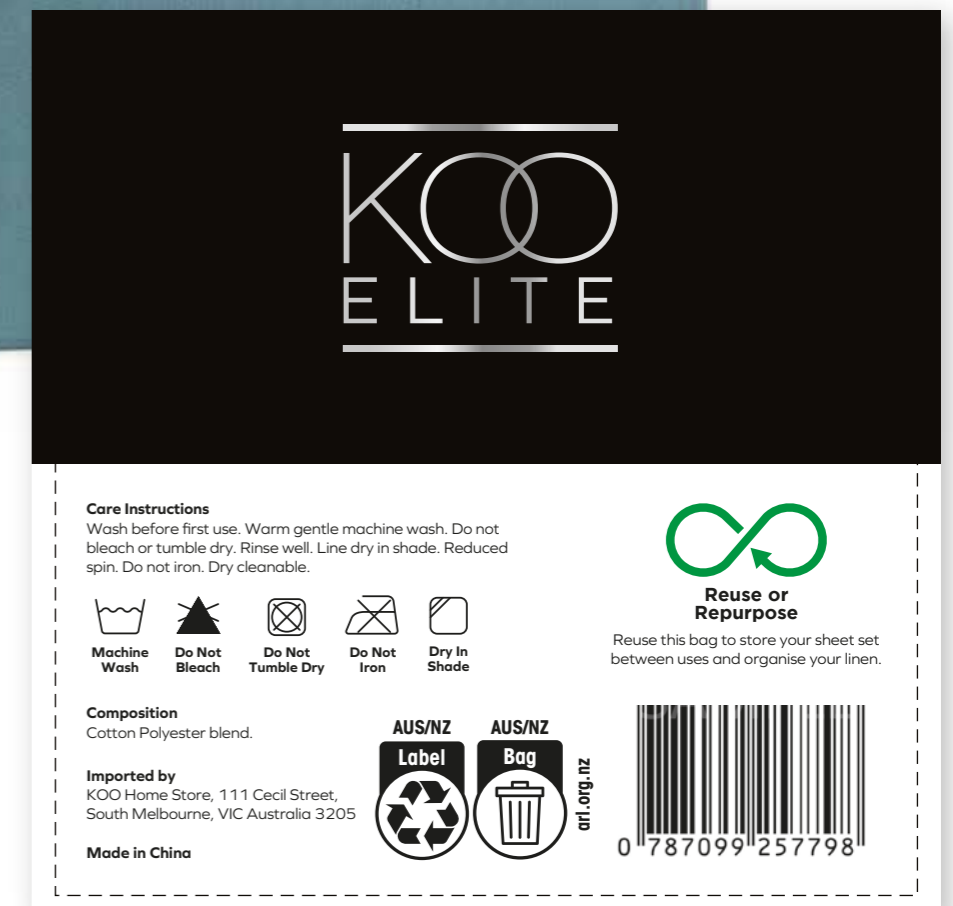 KOO
ELITE
Care Instructions
Wash before first use. Warm gentle machine wash. Do not
bleach or tumble dry. Rinse well. Line dry in shade. Reduced
spin. Do not iron. Dry cleanable.
Machine
Wash
Do Not
Bleach
Do Not
Tumble Dry
Do Not
Iron
Dry In
Shade
Reuse or
Repurpose
Reuse this bag to store your sheet set
between uses and organise your linen.
Composition
Cotton Polyester blend.
Imported by
KOO Home Store, 111 Cecil Street,
South Melbourne, VIC Australia 3205
Made in China
AUS/NZ
Label
AUS/NZ
Bag
arl.org.nz
0 787099 257798